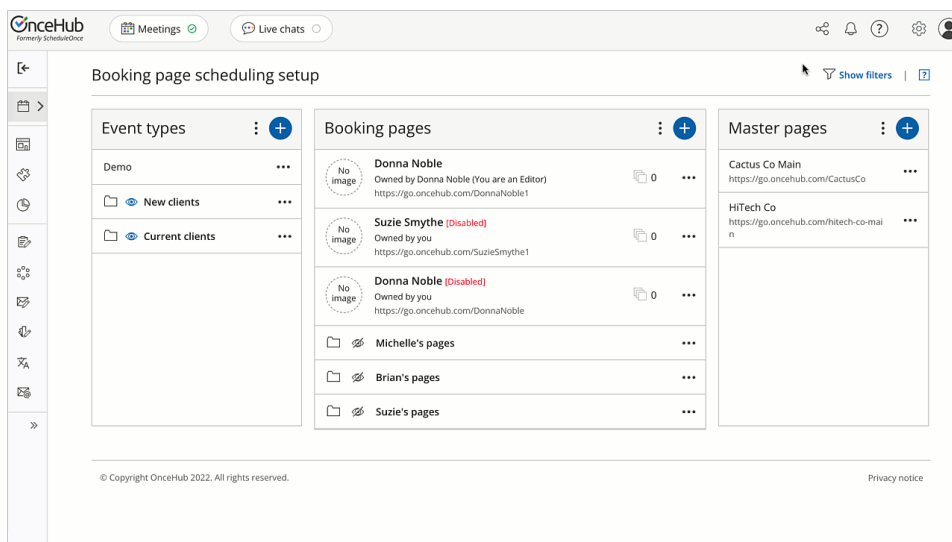 OnceHub
Formerly ScheduleOnce
Meetings
Live chats
?
Booking page scheduling setup
Show filters
|
?
Event types
Demo
New clients
Current clients
Booking pages
No
image
Donna Noble
Owned by Donna Noble (You are an Editor)
https://go.oncehub.com/DonnaNoble1
0
No
image
Suzie Smythe [Disabled]
Owned by you
https://go.oncehub.com/SuzieSmythe1
0
No
image
Donna Noble [Disabled]
Owned by you
https://go.oncehub.com/DonnaNoble
0
Michelle's pages
Brian's pages
Suzie's pages
Master pages
Cactus Co Main
https://go.oncehub.com/CactusCo
HiTech Co
https://go.oncehub.com/hitech-co-mai
n
© Copyright OnceHub 2022. All rights reserved.
Privacy notice